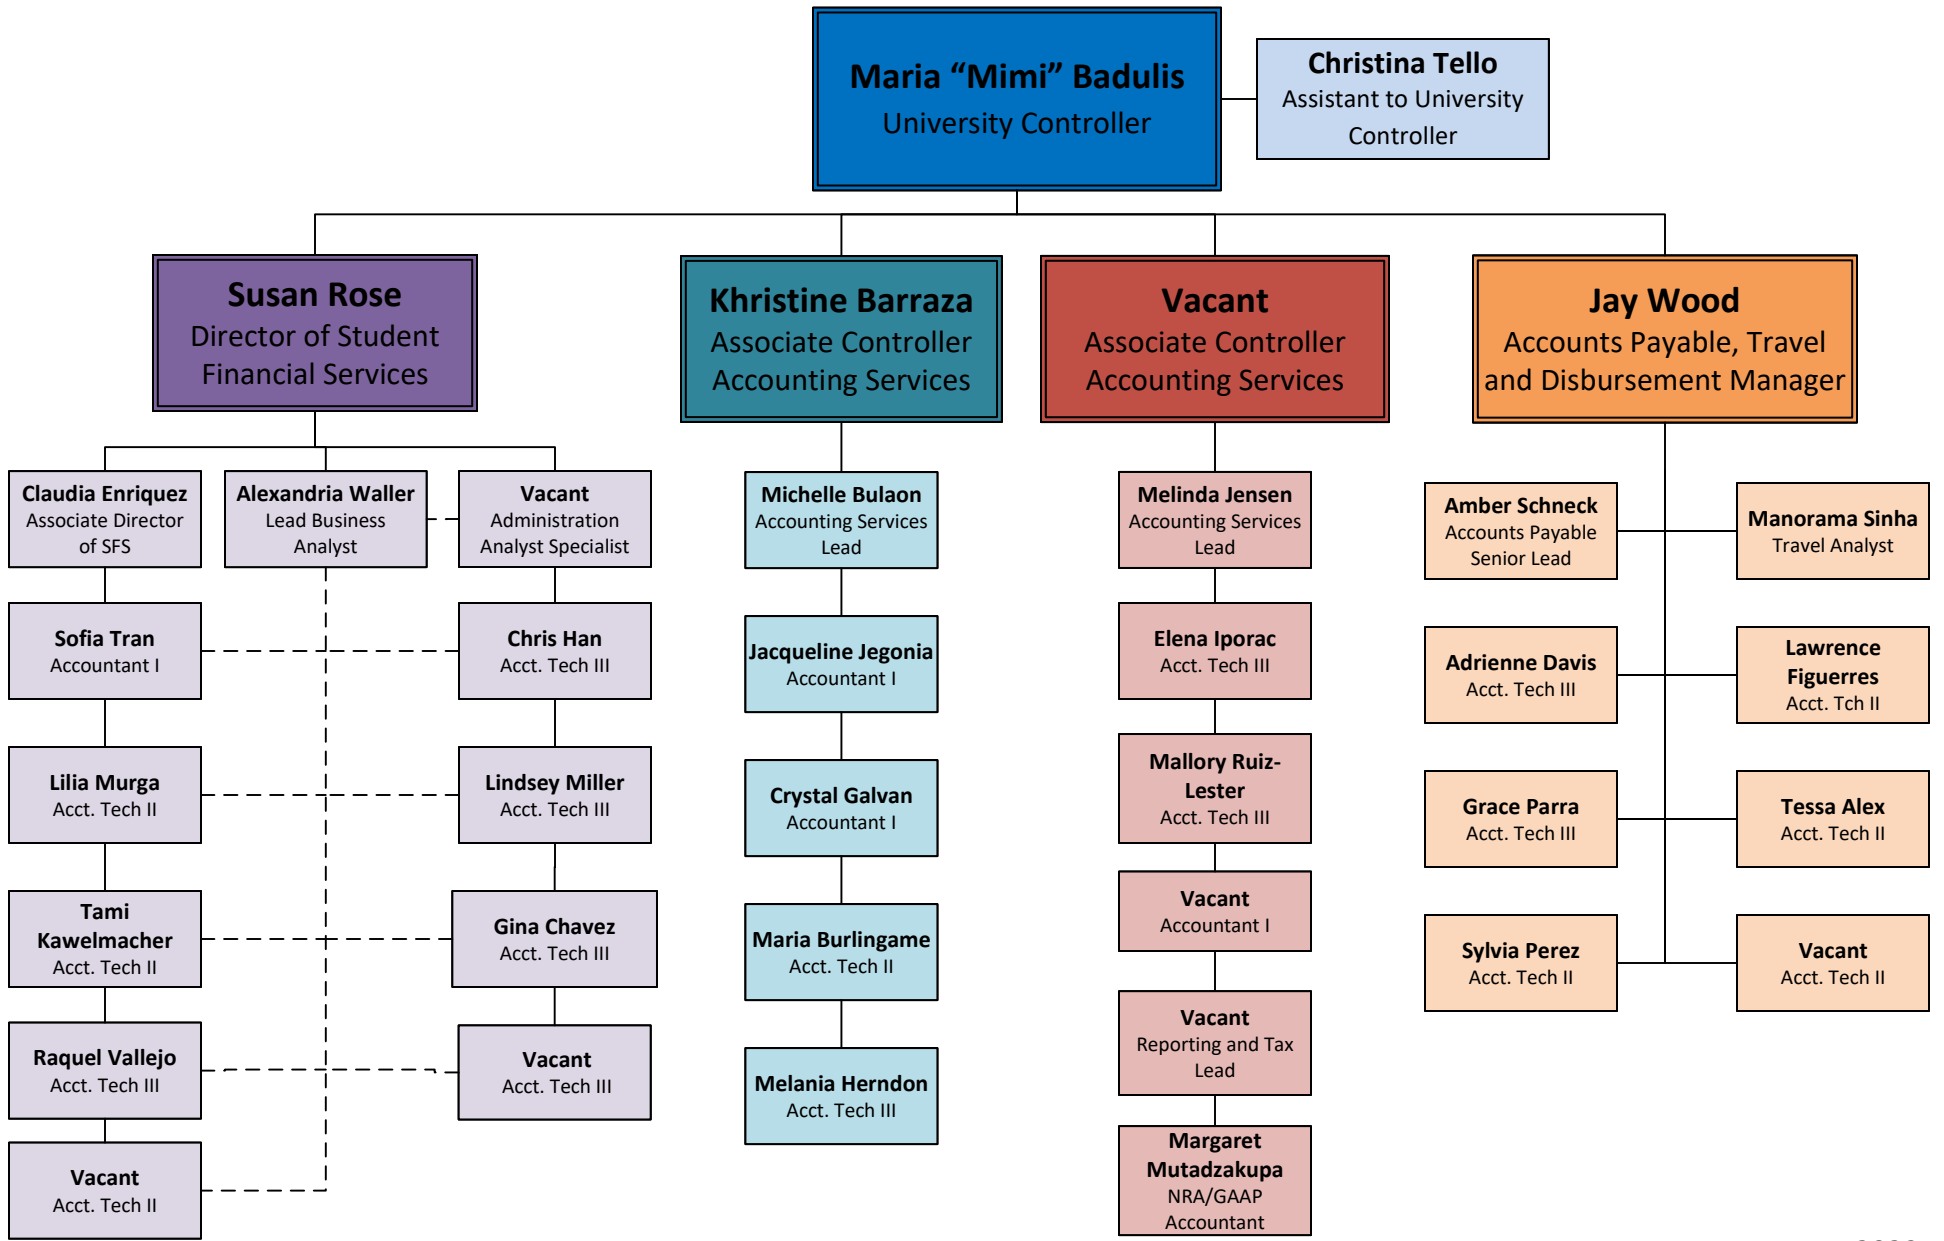 Maria “Mimi” Badulis
University Controller
Christina Tello
Assistant to University
Controller
Susan Rose
Director of Student
Financial Services
Khristine Barraza
Associate Controller
Accounting Services
Vacant
Associate Controller
Accounting Services
Jay Wood
Accounts Payable, Travel
and Disbursement Manager
Claudia Enriquez
Associate Director
of SFS
Alexandria Waller
Lead Business
Analyst
Vacant
Administration
Analyst Specialist
Sofia Tran
Accountant I
Chris Han
Acct. Tech III
Lilia Murga
Acct. Tech II
Lindsey Miller
Acct. Tech III
Tami
Kawelmacher
Acct. Tech II
Gina Chavez
Acct. Tech III
Raquel Vallejo
Acct. Tech III
Vacant
Acct. Tech III
Vacant
Acct. Tech II
Michelle Bulaon
Accounting Services
Lead
Jacqueline Jegonia
Accountant I
Crystal Galvan
Accountant I
Maria Burlingame
Acct. Tech II
Melania Herndon
Acct. Tech III
Melinda Jensen
Accounting Services
Lead
Elena Iporac
Acct. Tech III
Mallory Ruiz-
Lester
Acct. Tech III
Vacant
Accountant I
Vacant
Reporting and Tax
Lead
Margaret
Mutadzakupa
NRA/GAAP
Accountant
Amber Schneck
Accounts Payable
Senior Lead
Manorama Sinha
Travel Analyst
Adrienne Davis
Acct. Tech III
Lawrence
Figuerres
Acct. Tch II
Grace Parra
Acct. Tech III
Tessa Alex
Acct. Tech II
Sylvia Perez
Acct. Tech II
Vacant
Acct. Tech II